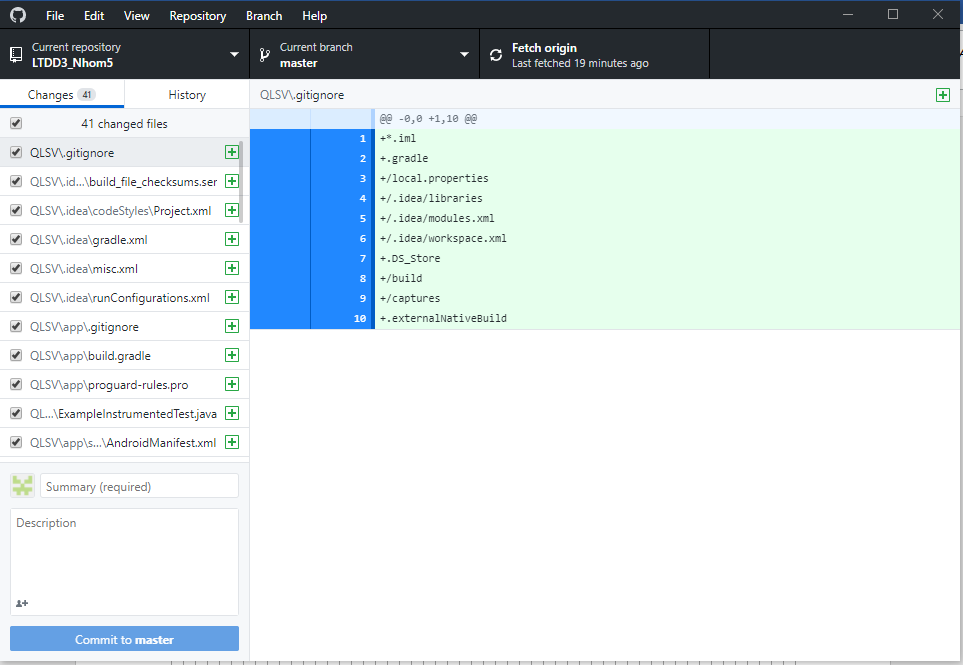 File Edit View Repository Branch Help
Current repository
LTDD3_Nhom5
Current branch
master
Fetch origin
Last fetched 19 minutes ago
Changes 41 History
41 changed files
QLSV\.gitignore
QLSV\.id...\build_file_checksums.ser
QLSV\.idea\codeStyles\Project.xml
QLSV\.idea\gradle.xml
QLSV\.idea\misc.xml
QLSV\.idea\runConfigurations.xml
QLSV\app\.gitignore
QLSV\app\build.gradle
QLSV\app\proguard-rules.pro
QL...\ExampleInstrumentedTest.java
QLSV\app\s...\AndroidManifest.xml
Summary (required)
Description
Commit to master
QLSV\.gitignore
@@ -0,0 +1,10 @@
1 +*.iml
2 +.gradle
3 +/local.properties
4 +/.idea/libraries
5 +/.idea/modules.xml
6 +/.idea/workspace.xml
7 +.DS_Store
8 +/build
9 +/captures
10 +.externalNativeBuild